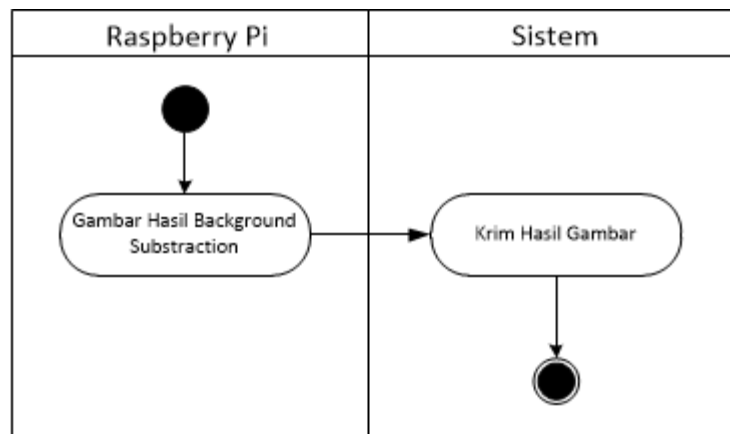 Raspberry Pi
Sistem
Gambar Hasil Background
Substraction
Krim Hasil Gambar